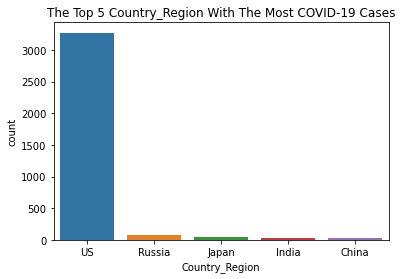 The Top 5 Country_Region With The Most COVID-19 Cases
3000
2500
2000
1500
1000
500
0
count
US Russia Japan India China
Country_Region